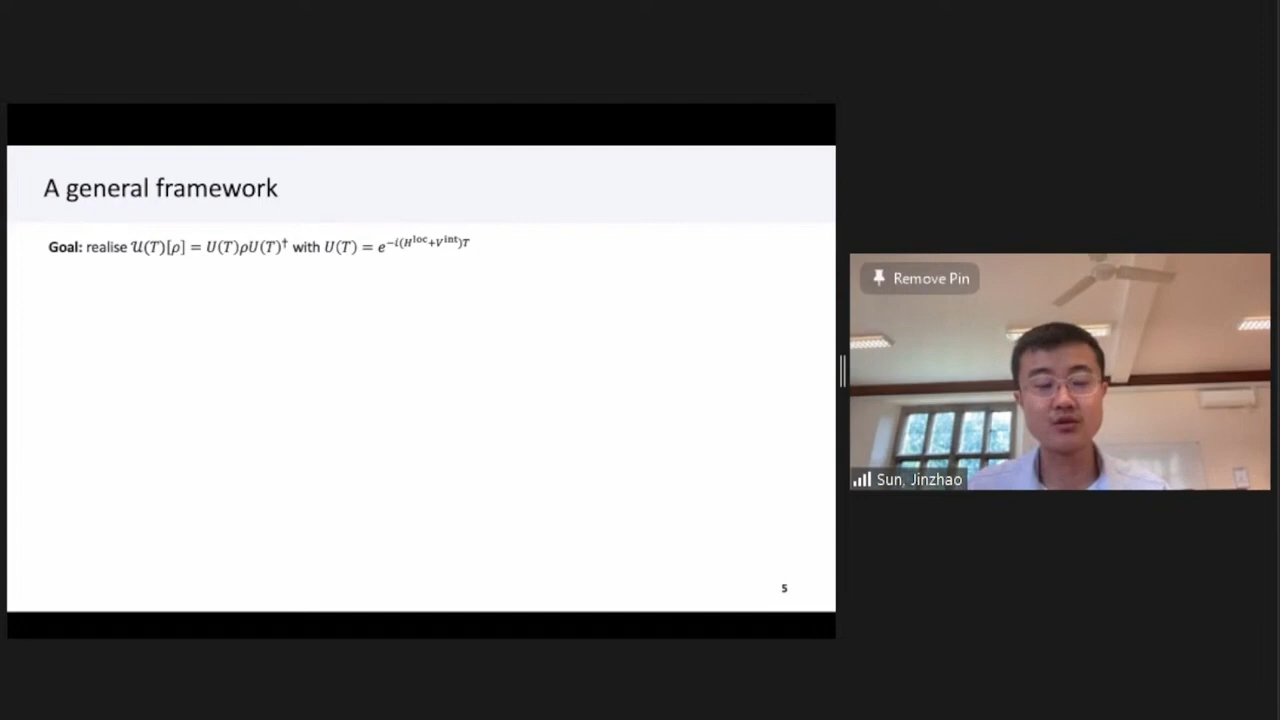 A general framework
Goal: realise 𝒰(T)[ρ] = U(T)ρU(T)† with U(T) = e^{−i(H^{loc}+V^{int})T}
5
Remove Pin
Sun, Jinzhao